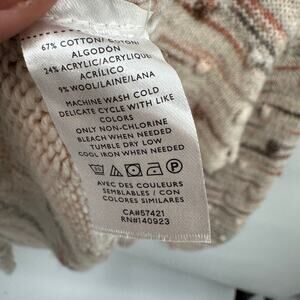 67% COTTON/COTON/
ALGODÓN
24% ACRYLIC/ACRYLIQUE
ACRÍLICO
9% WOOL/LAINE/LANA
MACHINE WASH COLD
DELICATE CYCLE WITH LIKE
COLORS
ONLY NON-CHLORINE
BLEACH WHEN NEEDED
TUMBLE DRY LOW
COOL IRON WHEN NEEDED
AVEC DES COULEURS
SEMBLABLES / CON
COLORES SIMILARES
CA#57421
RN#140923